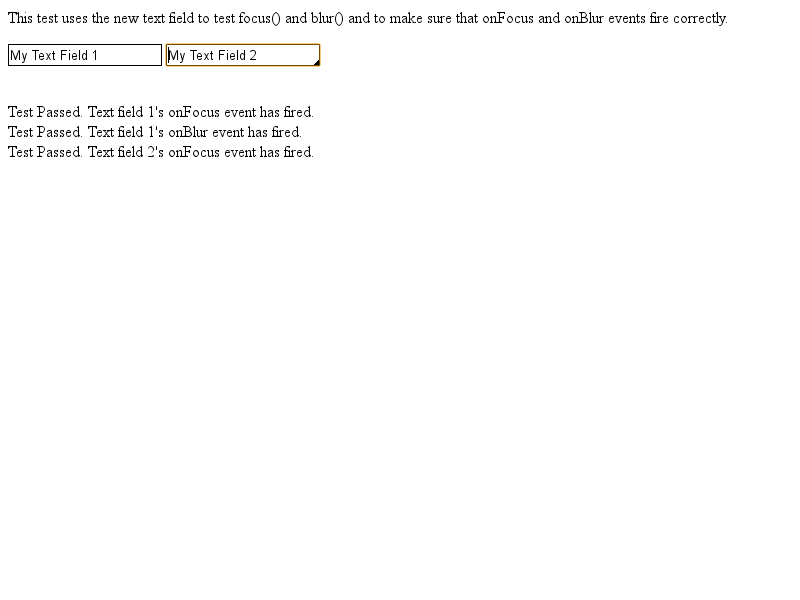 This test uses the new text field to test focus() and blur() and to make sure that onFocus and onBlur events fire correctly.
My Text Field 1 My Text Field 2
Test Passed. Text field 1's onFocus event has fired.
Test Passed. Text field 1's onBlur event has fired.
Test Passed. Text field 2's onFocus event has fired.